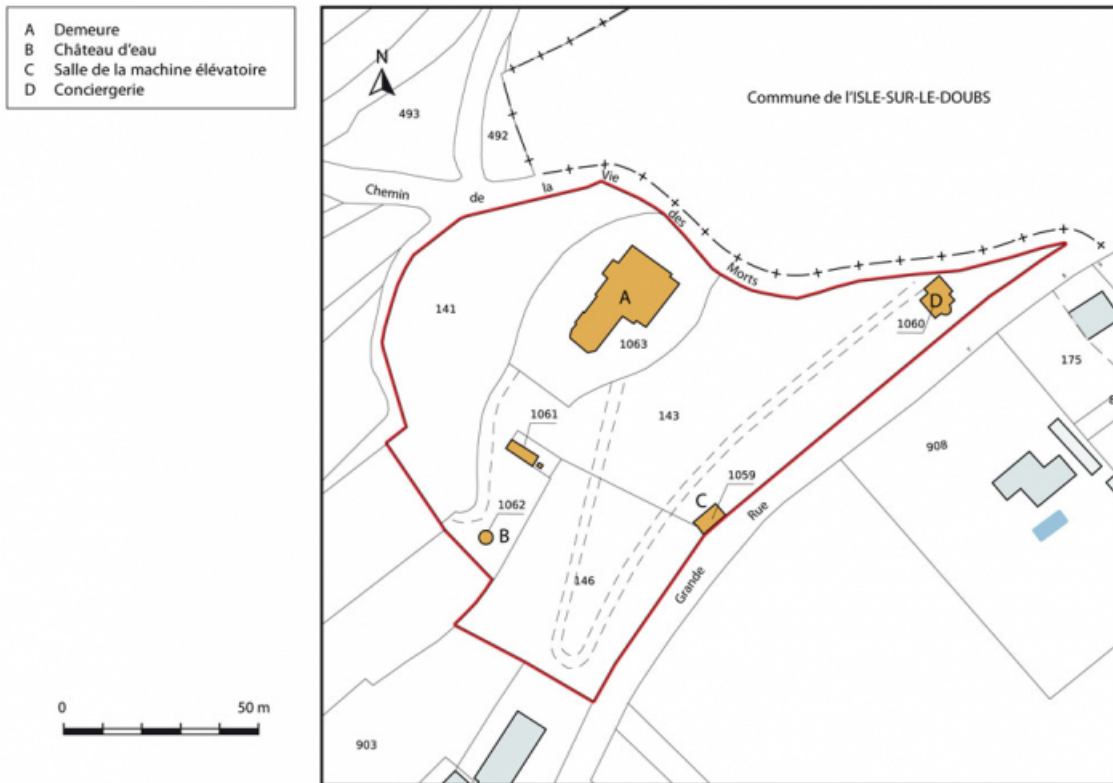 A Demeure
B Château d'eau
C Salle de la machine élévatoire
D Conciergerie
N
493
492
Commune de l'ISLE-SUR-LE-DOUBS
Chemin de la Vie des Morts
141
A
1063
D
1060
175
143
1061
908
1059
C
Rue
1062
B
146
Grande
0 50 m
903